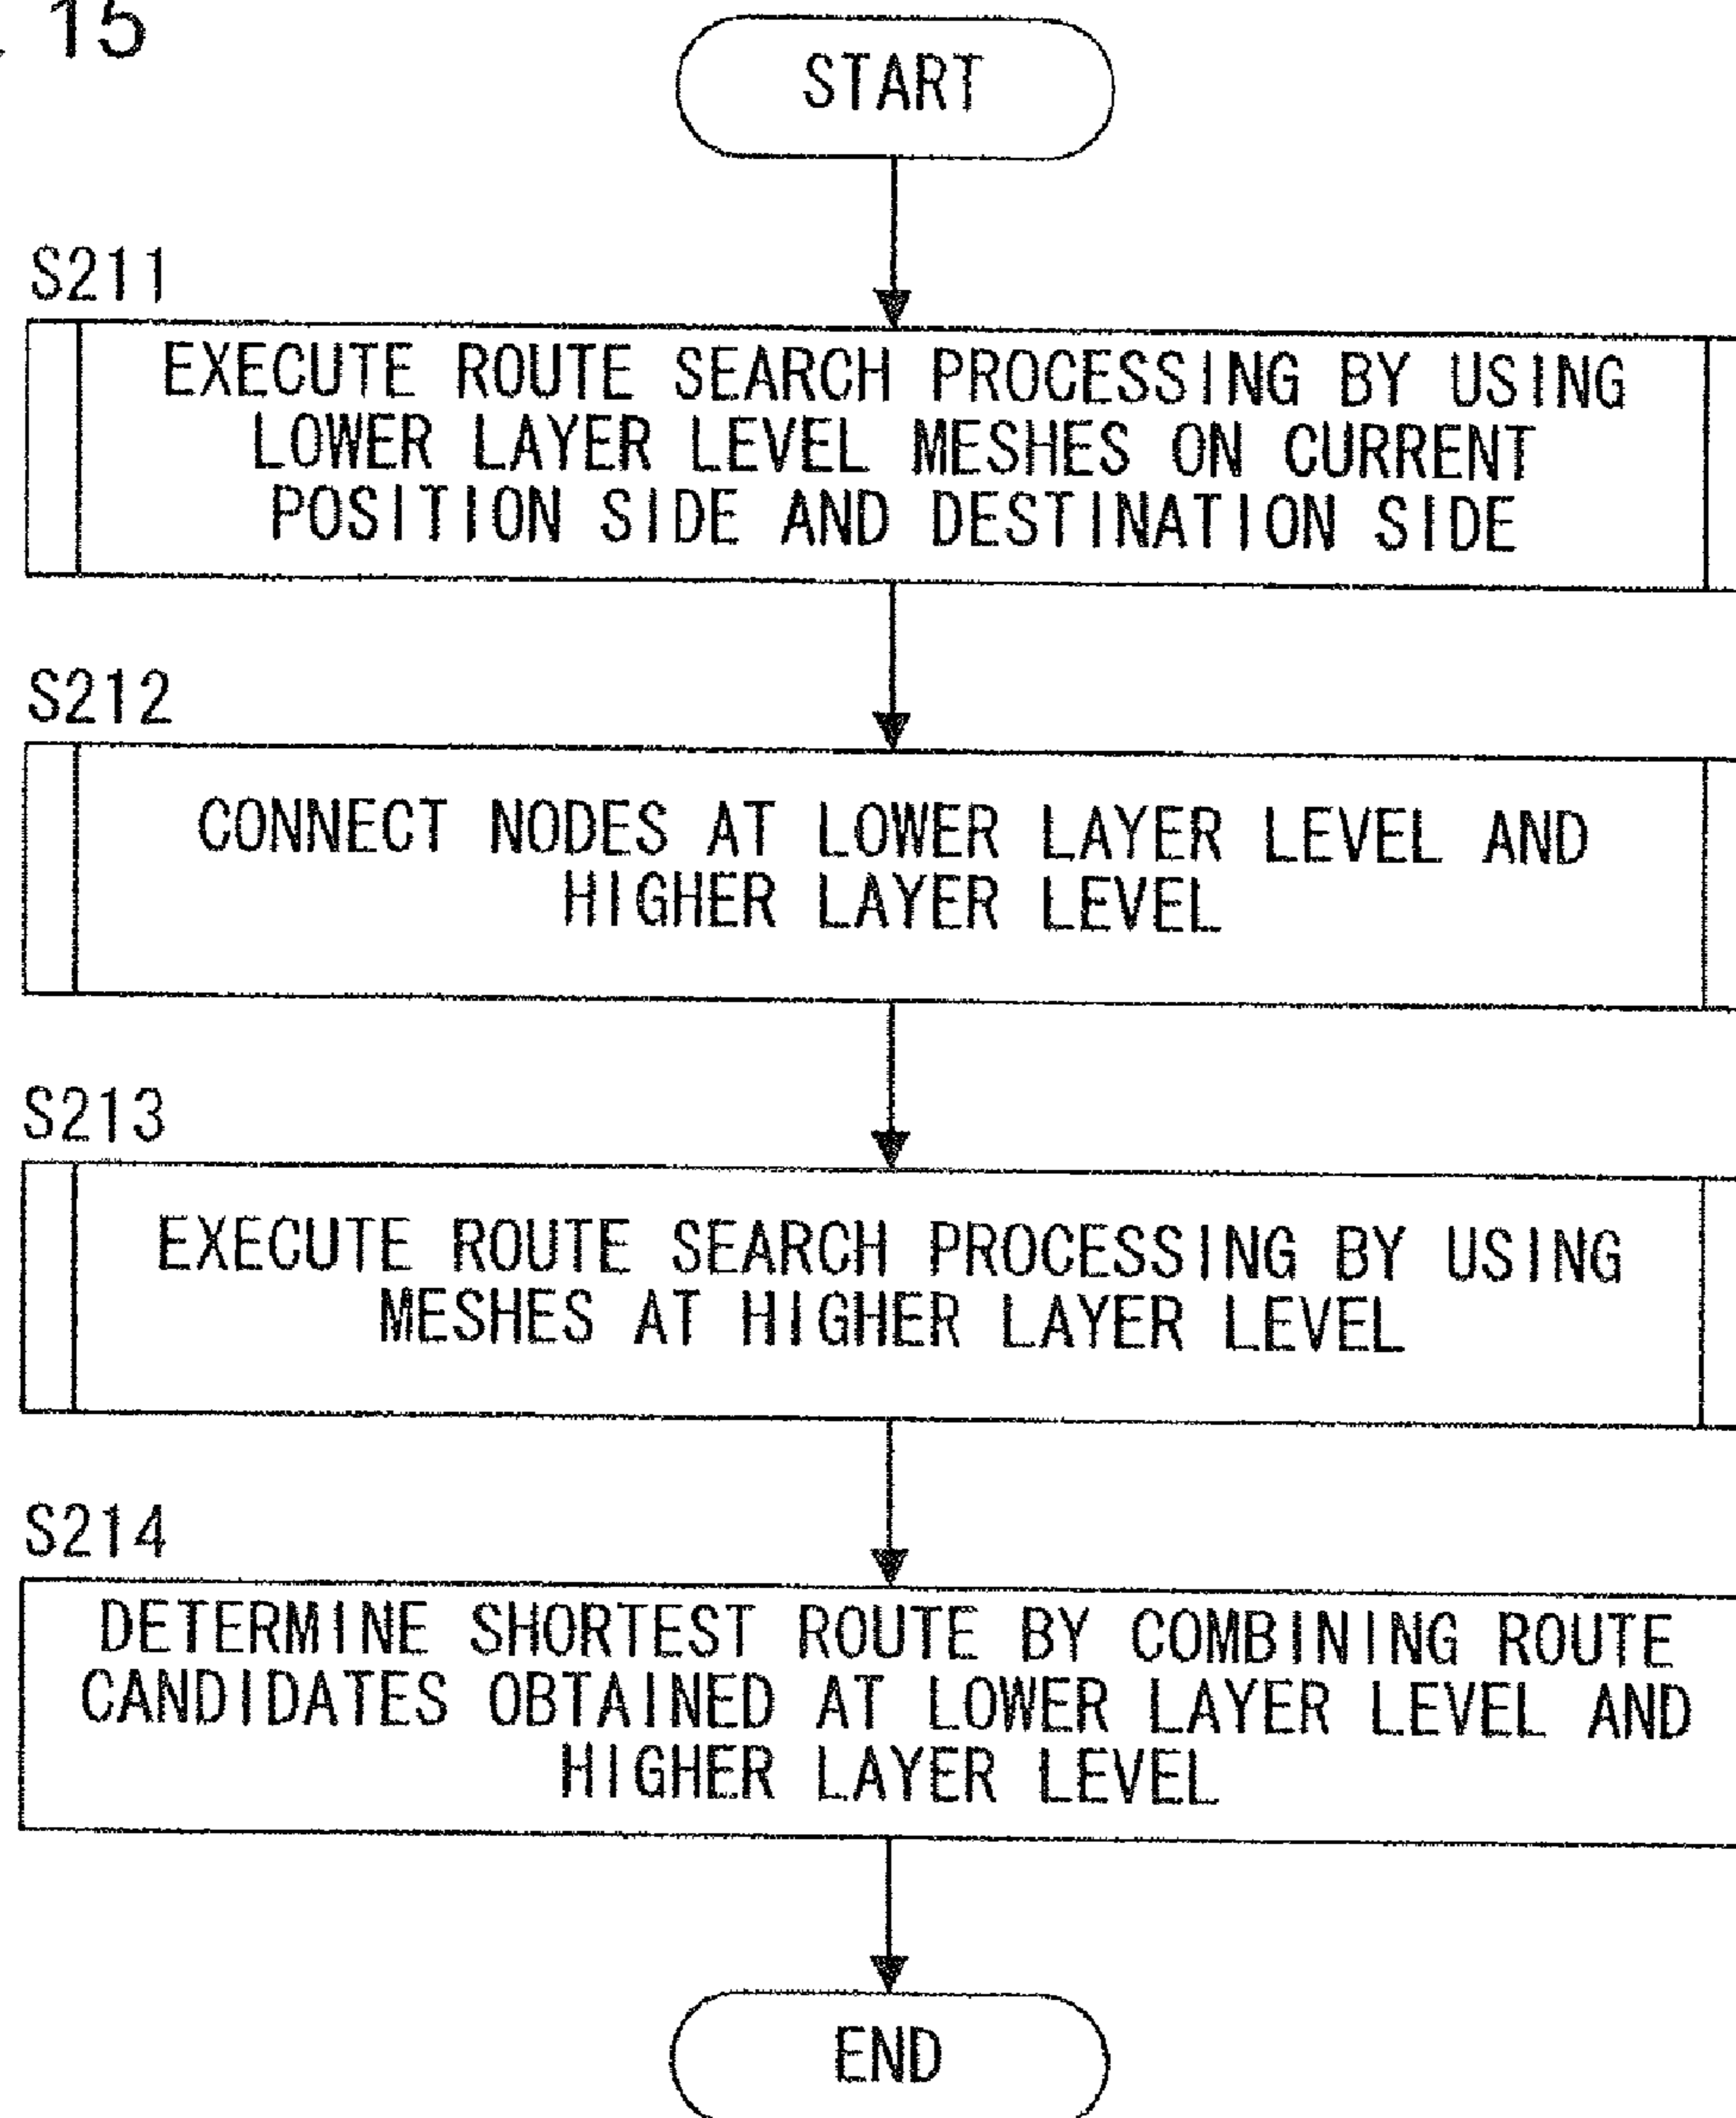 15
START
S211
EXECUTE ROUTE SEARCH PROCESSING BY USING
LOWER LAYER LEVEL MESHES ON CURRENT
POSITION SIDE AND DESTINATION SIDE
S212
CONNECT NODES AT LOWER LAYER LEVEL AND
HIGHER LAYER LEVEL
S213
EXECUTE ROUTE SEARCH PROCESSING BY USING
MESHES AT HIGHER LAYER LEVEL
S214
DETERMINE SHORTEST ROUTE BY COMBINING ROUTE
CANDIDATES OBTAINED AT LOWER LAYER LEVEL AND
HIGHER LAYER LEVEL
END